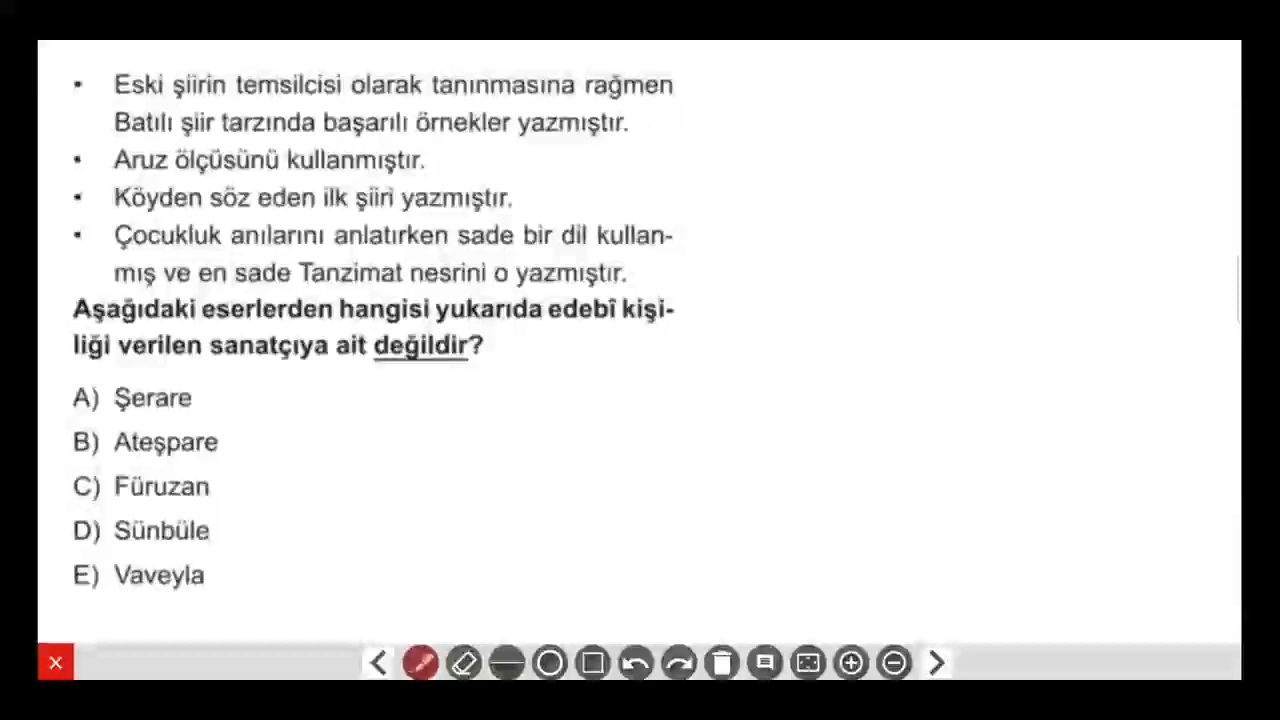 • Eski şiirin temsilcisi olarak tanınmasına rağmen
Batılı şiir tarzında başarılı örnekler yazmıştır.
• Aruz ölçüsünü kullanmıştır.
• Köyden söz eden ilk şiiri yazmıştır.
• Çocukluk anılarını anlatırken sade bir dil kullan-
mış ve en sade Tanzimat nesrini o yazmıştır.
Aşağıdaki eserlerden hangisi yukarıda edebî kişi-
liği verilen sanatçıya ait değildir?
A) Şerare
B) Ateşpare
C) Füruzan
D) Sünbüle
E) Vaveyla